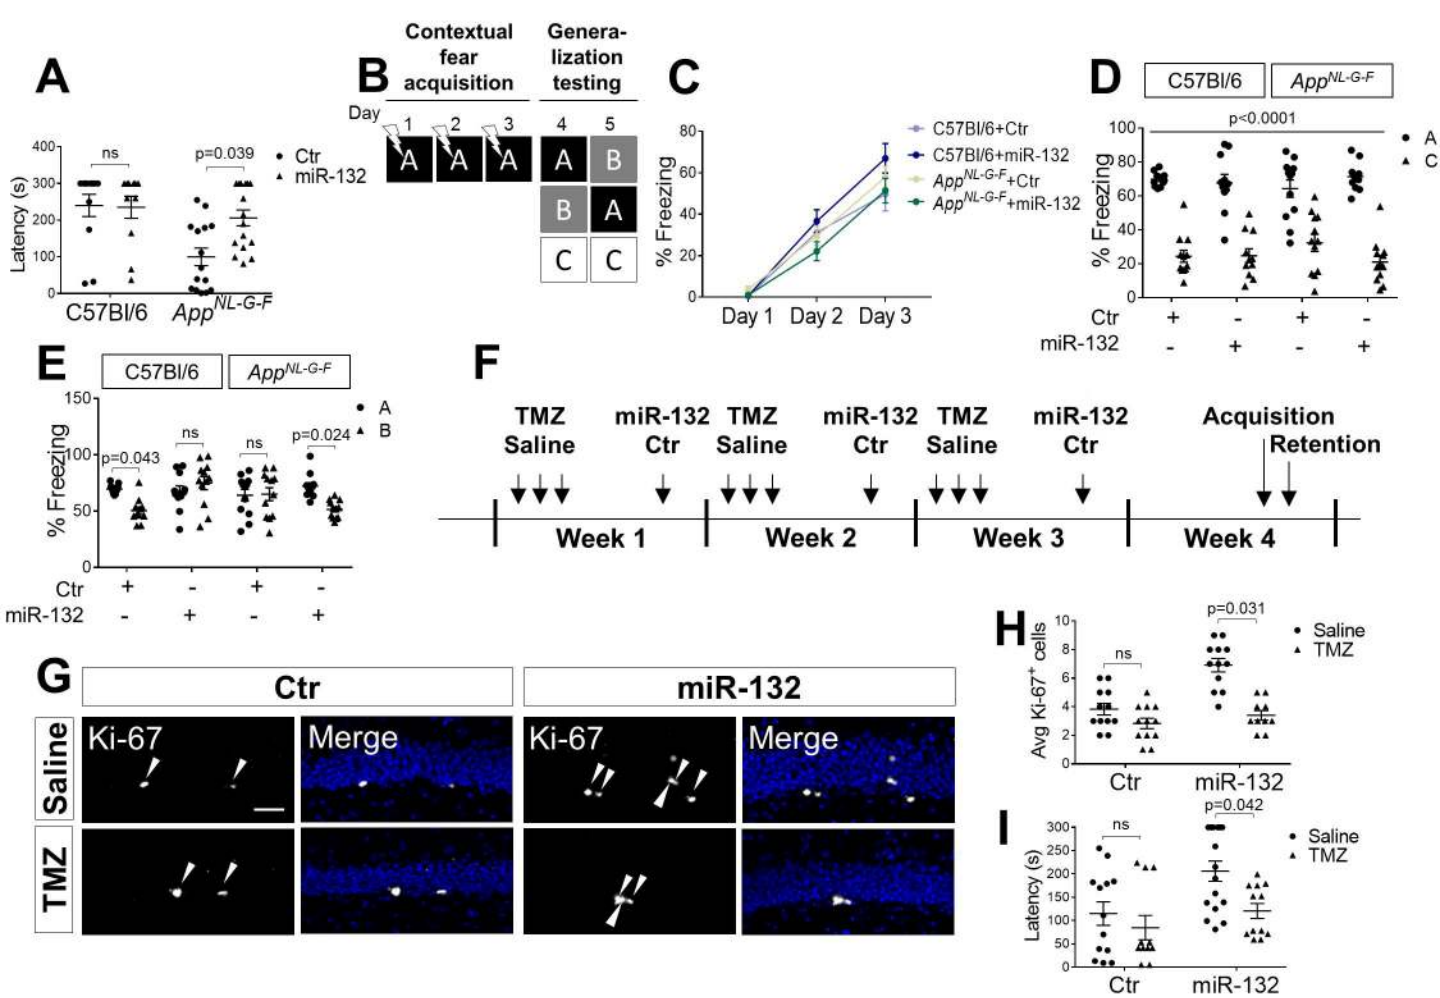 A
400
300
200
100
0
Latency (s)
ns
p=0.039
Ctr
miR-132
C57Bl/6
App^NL-G-F
B
Contextual
fear
acquisition
Genera-
lization
testing
Day
1 2 3 4 5
A A A A B
B A
C C
C
80
60
40
20
0
% Freezing
Day 1 Day 2 Day 3
C57Bl/6+Ctr
C57Bl/6+miR-132
App^NL-G-F+Ctr
App^NL-G-F+miR-132
D
C57Bl/6 App^NL-G-F
p<0.0001
100
80
60
40
20
0
% Freezing
A
C
Ctr + - + -
miR-132 - + - +
E
C57Bl/6 App^NL-G-F
150
100
50
0
% Freezing
p=0.043
ns
ns
p=0.024
A
B
Ctr + - + -
miR-132 - + - +
F
TMZ miR-132 TMZ miR-132 TMZ miR-132 Acquisition
Saline Ctr Saline Ctr Saline Ctr Retention
Week 1 Week 2 Week 3 Week 4
G
Ctr miR-132
Saline
Ki-67 Merge Ki-67 Merge
TMZ
H
10
8
6
4
2
0
Avg Ki-67+ cells
ns
p=0.031
Saline
TMZ
Ctr miR-132
I
300
250
200
150
100
50
0
Latency (s)
ns
p=0.042
Saline
TMZ
Ctr miR-132